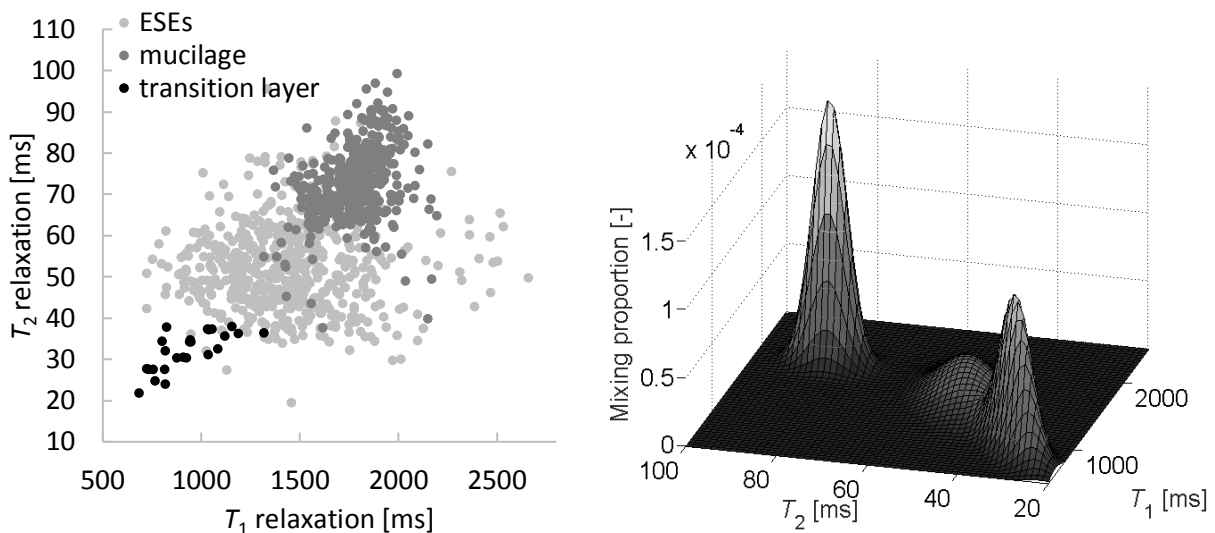 ESEs
mucilage
transition layer
110
100
90
80
70
60
50
40
30
20
10
T2 relaxation [ms]
500 1000 1500 2000 2500
T1 relaxation [ms]
x 10-4
1.5
1
0.5
0
Mixing proportion [-]
100 80 60 40 20
T2 [ms]
1000 2000
T1 [ms]